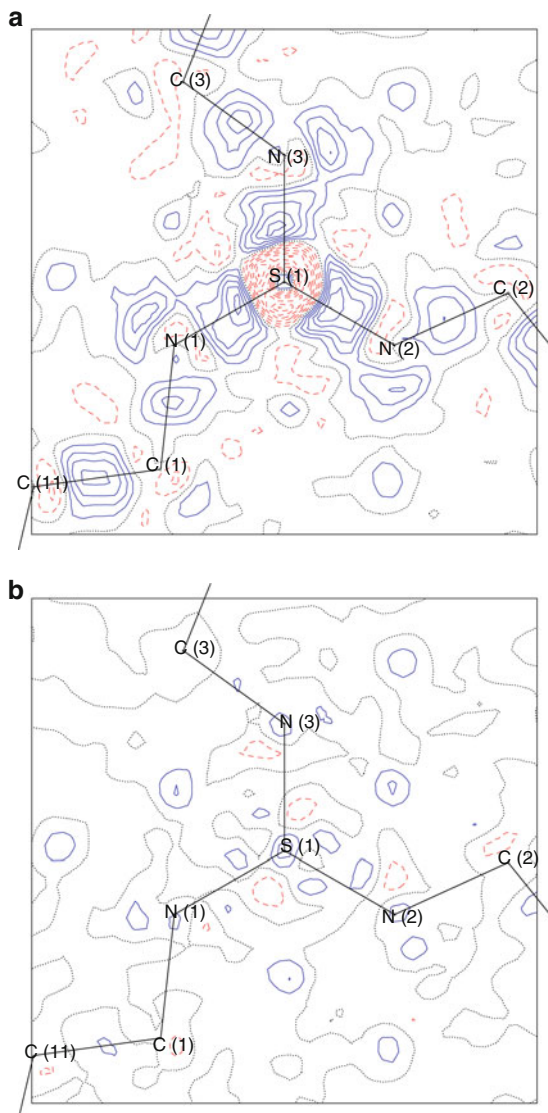 a
C (3)
N (3)
S (1)
C (2)
N (1)
N (2)
C (1)
C (11)
b
C (3)
N (3)
S (1)
C (2)
N (1)
N (2)
C (1)
C (11)